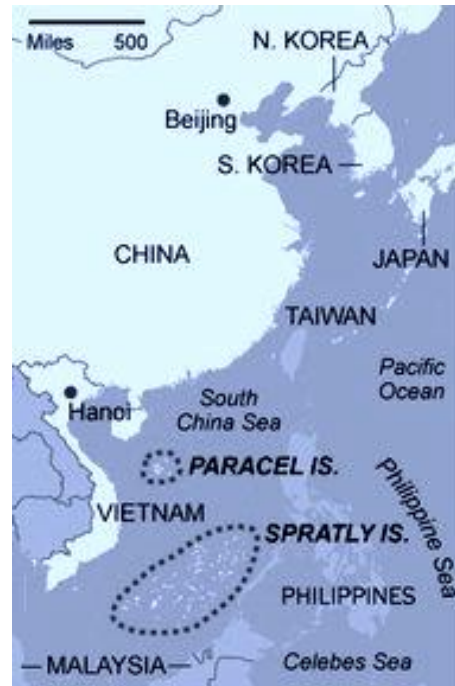 Miles 500
N. KOREA
Beijing
S. KOREA
CHINA
JAPAN
TAIWAN
Pacific
Ocean
Hanoi
South
China Sea
PARACEL IS.
Philippine Sea
VIETNAM
SPRATLY IS.
PHILIPPINES
MALAYSIA
Celebes Sea